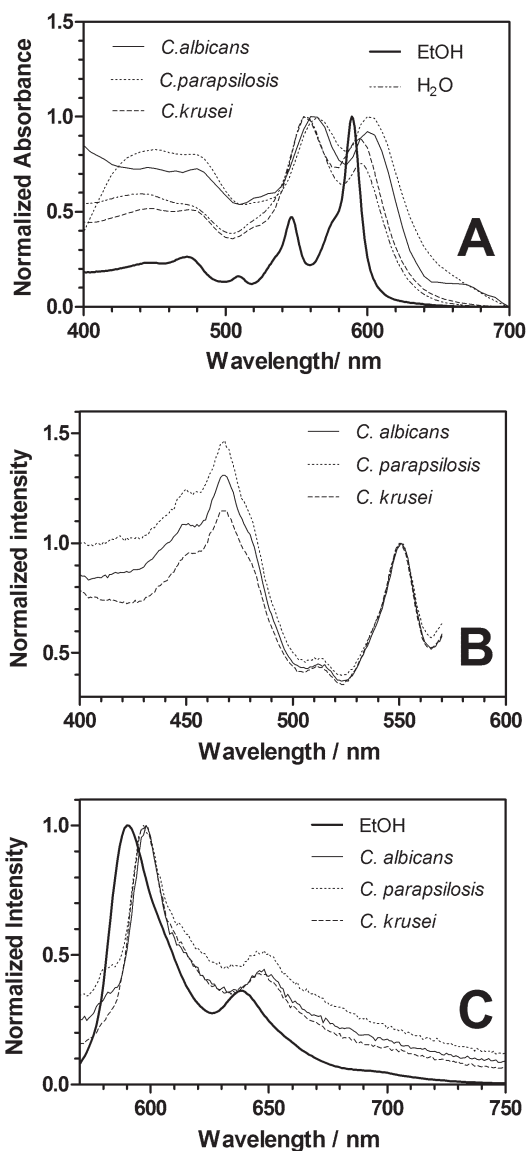 1.5
1.0
0.5
0.0
Normalized Absorbance
C.albicans
C.parapsilosis
C.krusei
EtOH
H₂O
A
400 500 600 700
Wavelength/ nm
1.5
1.0
0.5
Normalized intensity
C. albicans
C. parapsilosis
C. krusei
B
400 450 500 550 600
Wavelength / nm
1.0
0.5
0.0
Normalized Intensity
EtOH
C. albicans
C. parapsilosis
C. krusei
C
600 650 700 750
Wavelength / nm